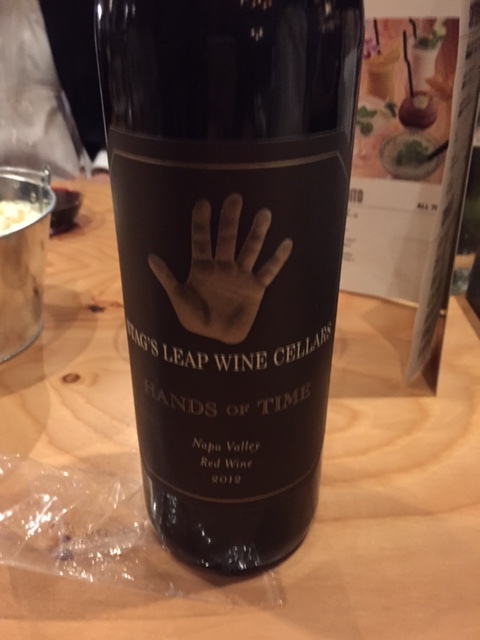 STAG'S LEAP WINE CELLARS
HANDS OF TIME
Napa Valley
Red Wine
2012